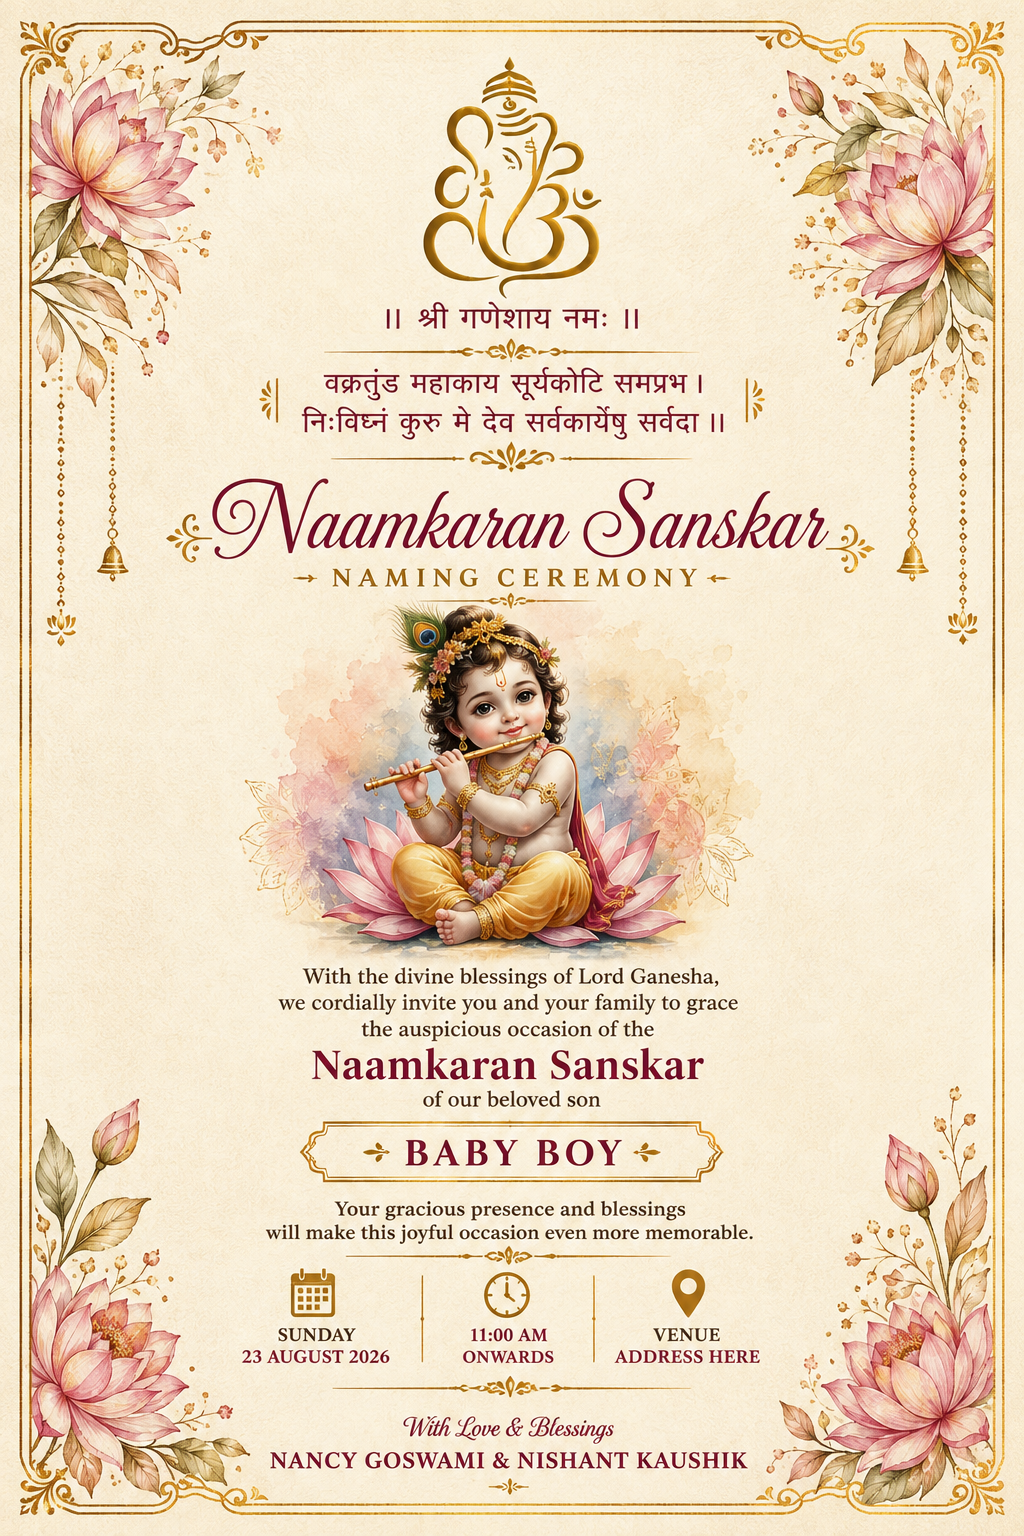 ।। श्री गणेशाय नमः ।।
वक्रतुंड महाकाय सूर्यकोटि समप्रभ।
निःविघ्नं कुरु मे देव सर्वकार्येषु सर्वदा ।।
Naamkaran Sanskar
NAMING CEREMONY
With the divine blessings of Lord Ganesha,
we cordially invite you and your family to grace
the auspicious occasion of the
Naamkaran Sanskar
of our beloved son
BABY BOY
Your gracious presence and blessings
will make this joyful occasion even more memorable.
SUNDAY
23 AUGUST 2026
11:00 AM
ONWARDS
VENUE
ADDRESS HERE
With Love & Blessings
NANCY GOSWAMI & NISHANT KAUSHIK